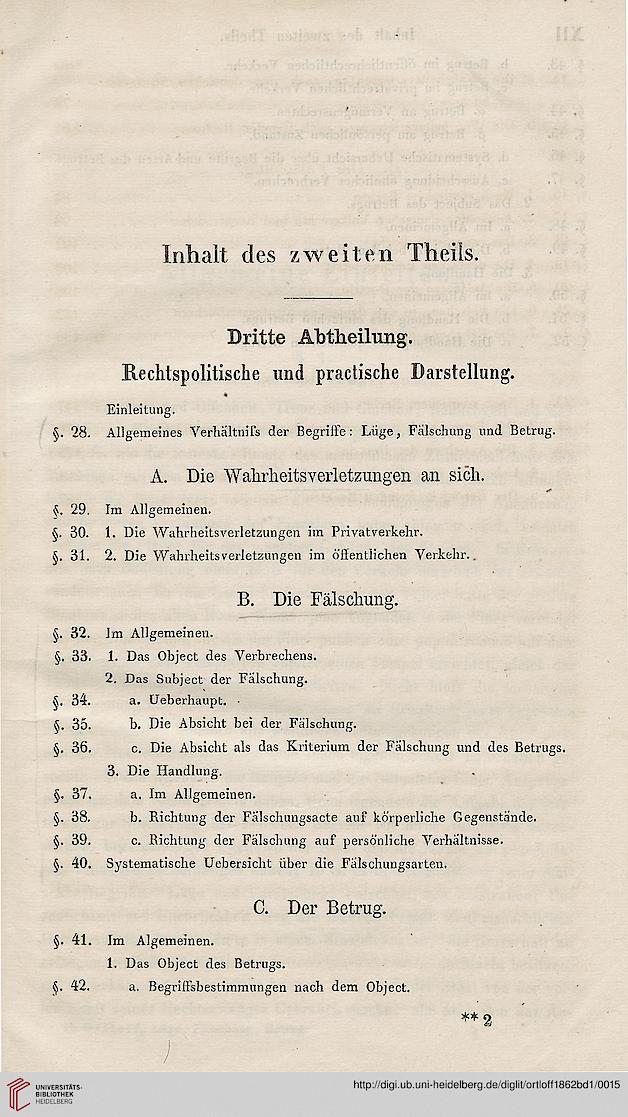 Inhalt des zweiten Theils.
Dritte Abtheilung.
Rechtspolitische und practische Darstellung.
Einleitung.
§. 28. Allgemeines Verhältniſs der Begriffe: Lüge, Fälschung und Betrug.
A. Die Wahrheitsverletzungen an sich.
§. 29. Im Allgemeinen.
§. 30. 1. Die Wahrheitsverletzungen im Privatverkehr.
§. 31. 2. Die Wahrheitsverletzungen im öffentlichen Verkehr.
B. Die Fälschung.
§. 32. Im Allgemeinen.
§. 33. 1. Das Object des Verbrechens.
2. Das Subject der Fälschung.
§. 34. a. Ueberhaupt.
§. 35. b. Die Absicht bei der Fälschung.
§. 36. c. Die Absicht als das Kriterium der Fälschung und des Betrugs.
3. Die Handlung.
§. 37. a. Im Allgemeinen.
§. 38. b. Richtung der Fälschungsacte auf körperliche Gegenstände.
§. 39. c. Richtung der Fälschung auf persönliche Verhältnisse.
§. 40. Systematische Uebersicht über die Fälschungsarten.
C. Der Betrug.
§. 41. Im Algemeinen.
1. Das Object des Betrugs.
§. 42. a. Begriffsbestimmungen nach dem Object.
** 2
UNIVERSITÄTS-
BIBLIOTHEK
HEIDELBERG
http://digi.ub.uni-heidelberg.de/diglit/ortloff1862bd1/0015